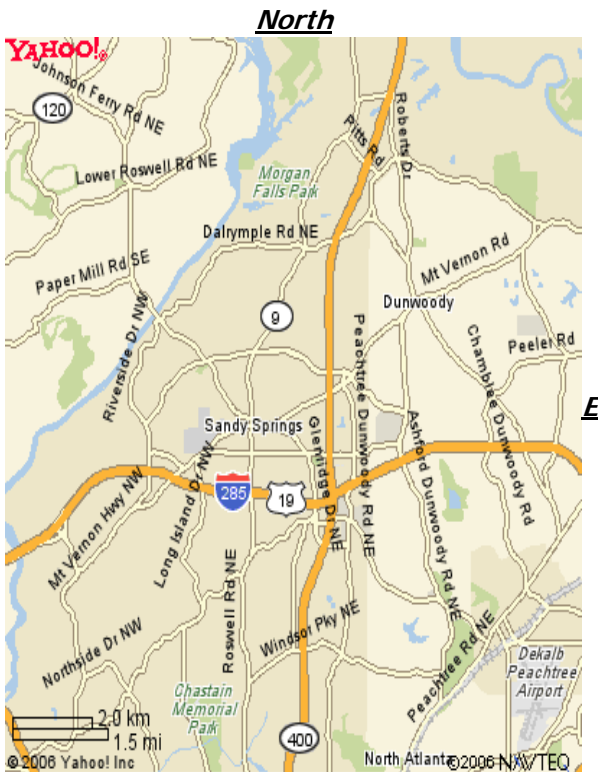 North
YAHOO!®
Johnson Ferry Rd NE
120
Roberts Dr
Pitts Rd
Lower Roswell Rd NE
Morgan
Falls Park
Dalrymple Rd NE
Mt Vernon Rd
Paper Mill Rd SE
Dunwoody
Riverside Dr NW
9
Peachtree Dunwoody Rd NE
Chamblee Dunwoody Rd
Peeler Rd
E
Sandy Springs
Glenridge Dr NE
Ashford Dunwoody Rd NE
Long Island Dr NW
Mt Vernon Hwy NW
285
19
Roswell Rd NE
Windsor Pky NE
Northside Dr NW
Peachtree Rd NE
Dekalb
Peachtree
Airport
Chastain
Memorial
Park
2.0 km
1.5 mi
400
North Atlanta
©2006 Yahoo! Inc
©2006 NAVTEQ